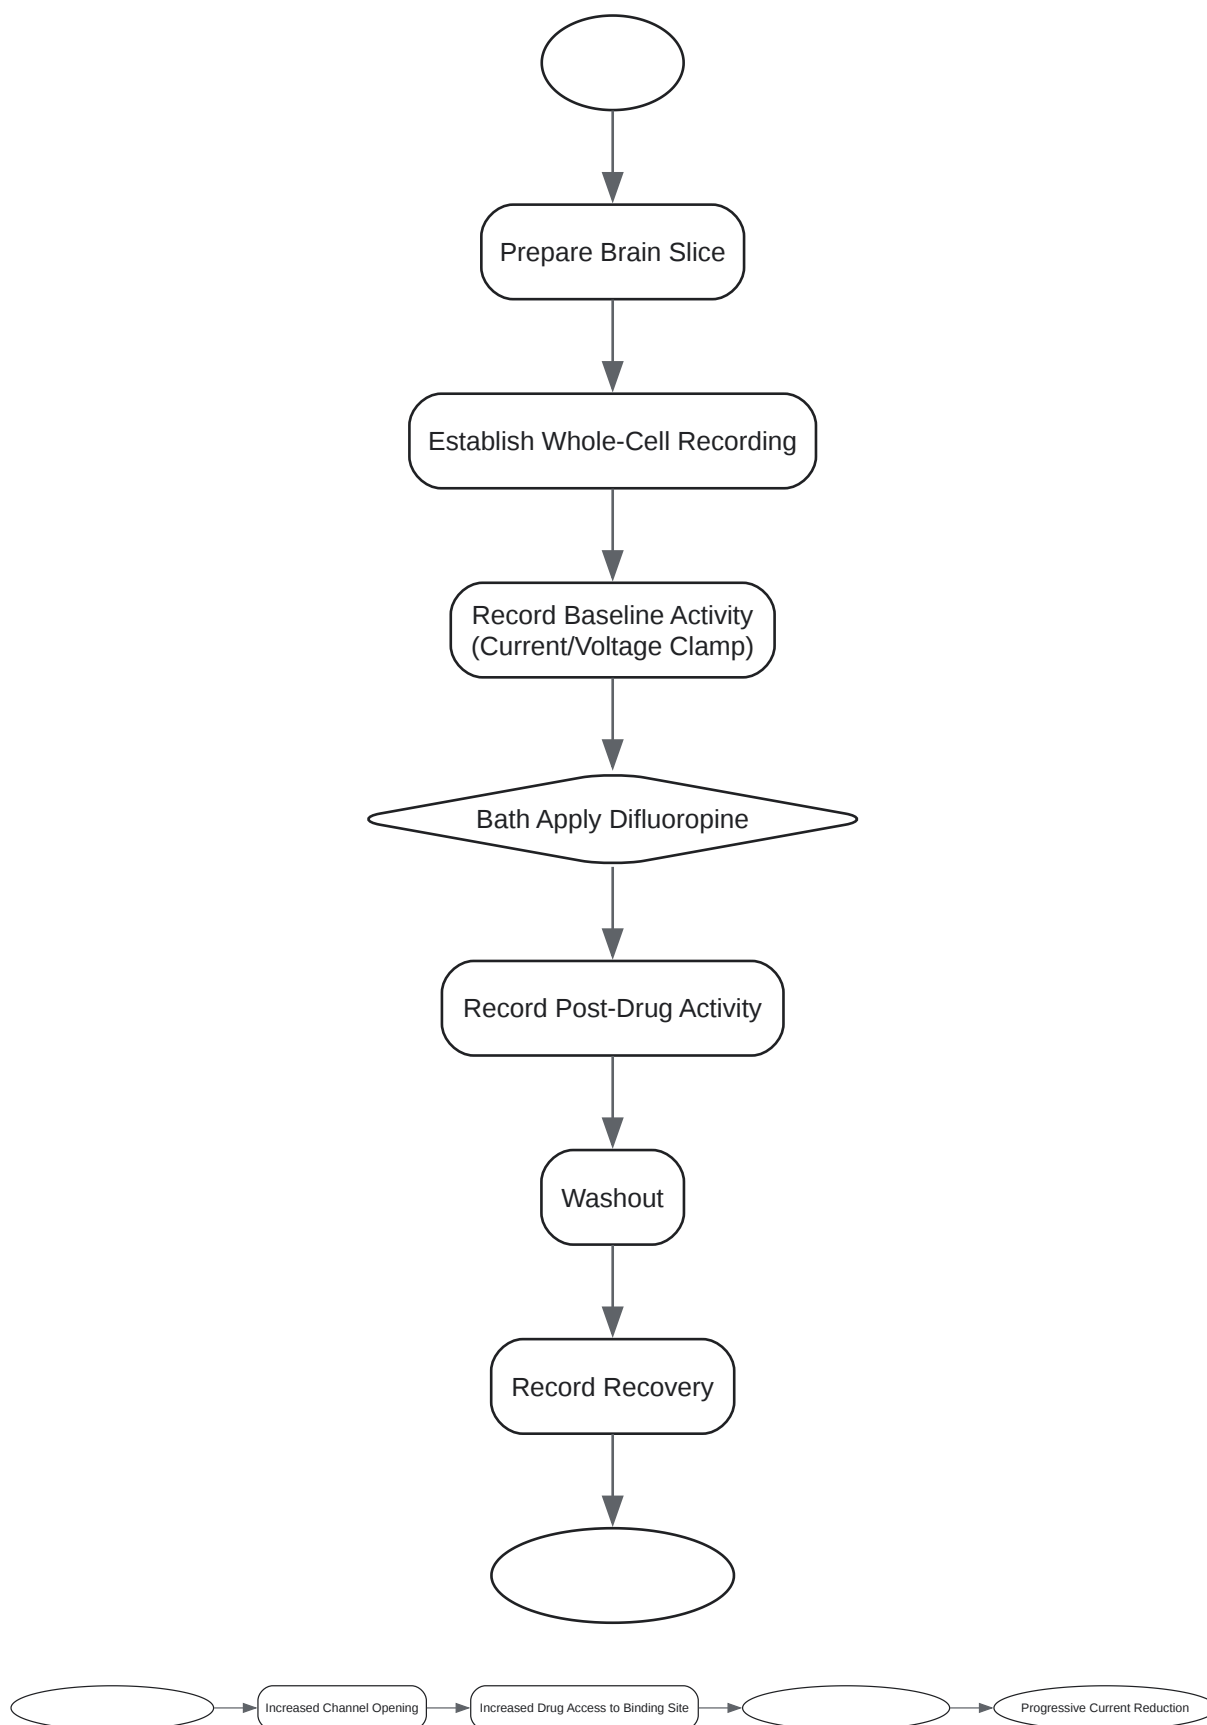 Prepare Brain Slice
Establish Whole-Cell Recording
Record Baseline Activity
(Current/Voltage Clamp)
Bath Apply Difluoropine
Record Post-Drug Activity
Washout
Record Recovery
Increased Channel Opening
Increased Drug Access to Binding Site
Progressive Current Reduction